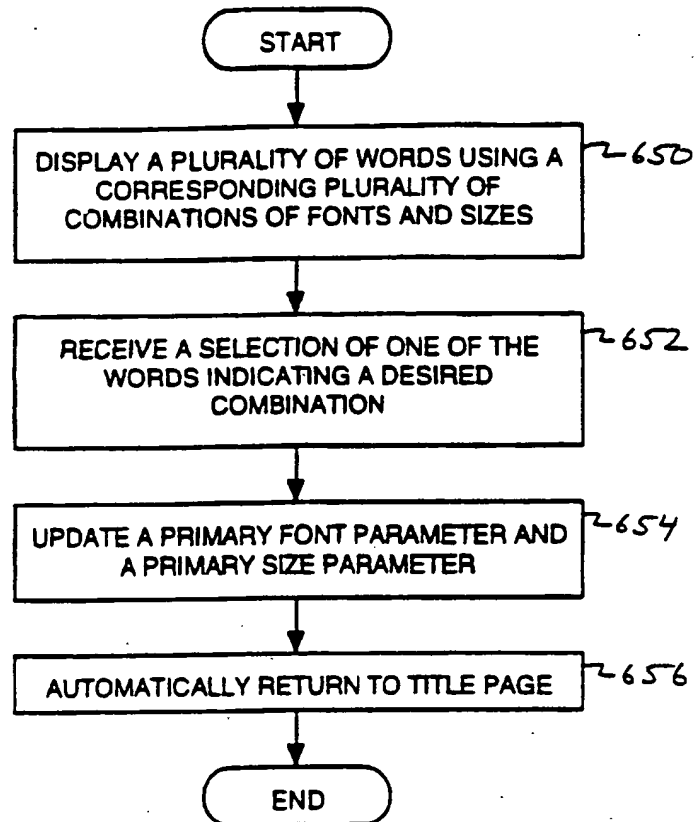 START
DISPLAY A PLURALITY OF WORDS USING A
CORRESPONDING PLURALITY OF
COMBINATIONS OF FONTS AND SIZES
650
RECEIVE A SELECTION OF ONE OF THE
WORDS INDICATING A DESIRED
COMBINATION
652
UPDATE A PRIMARY FONT PARAMETER AND
A PRIMARY SIZE PARAMETER
654
AUTOMATICALLY RETURN TO TITLE PAGE
656
END